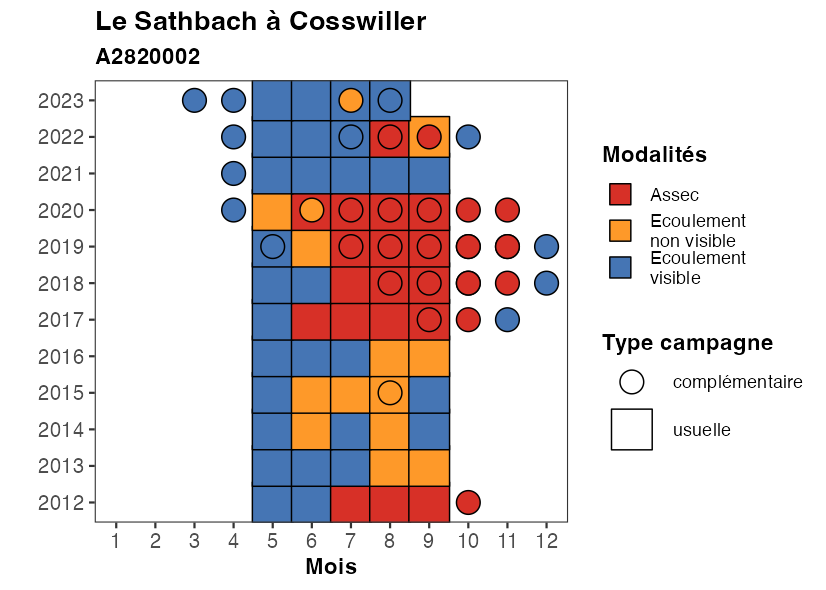 Le Sathbach à Cosswiller
A2820002
2023
2022
2021
2020
2019
2018
2017
2016
2015
2014
2013
2012
1 2 3 4 5 6 7 8 9 10 11 12
Mois
Modalités
Assec
Ecoulement
non visible
Ecoulement
visible
Type campagne
complémentaire
usuelle